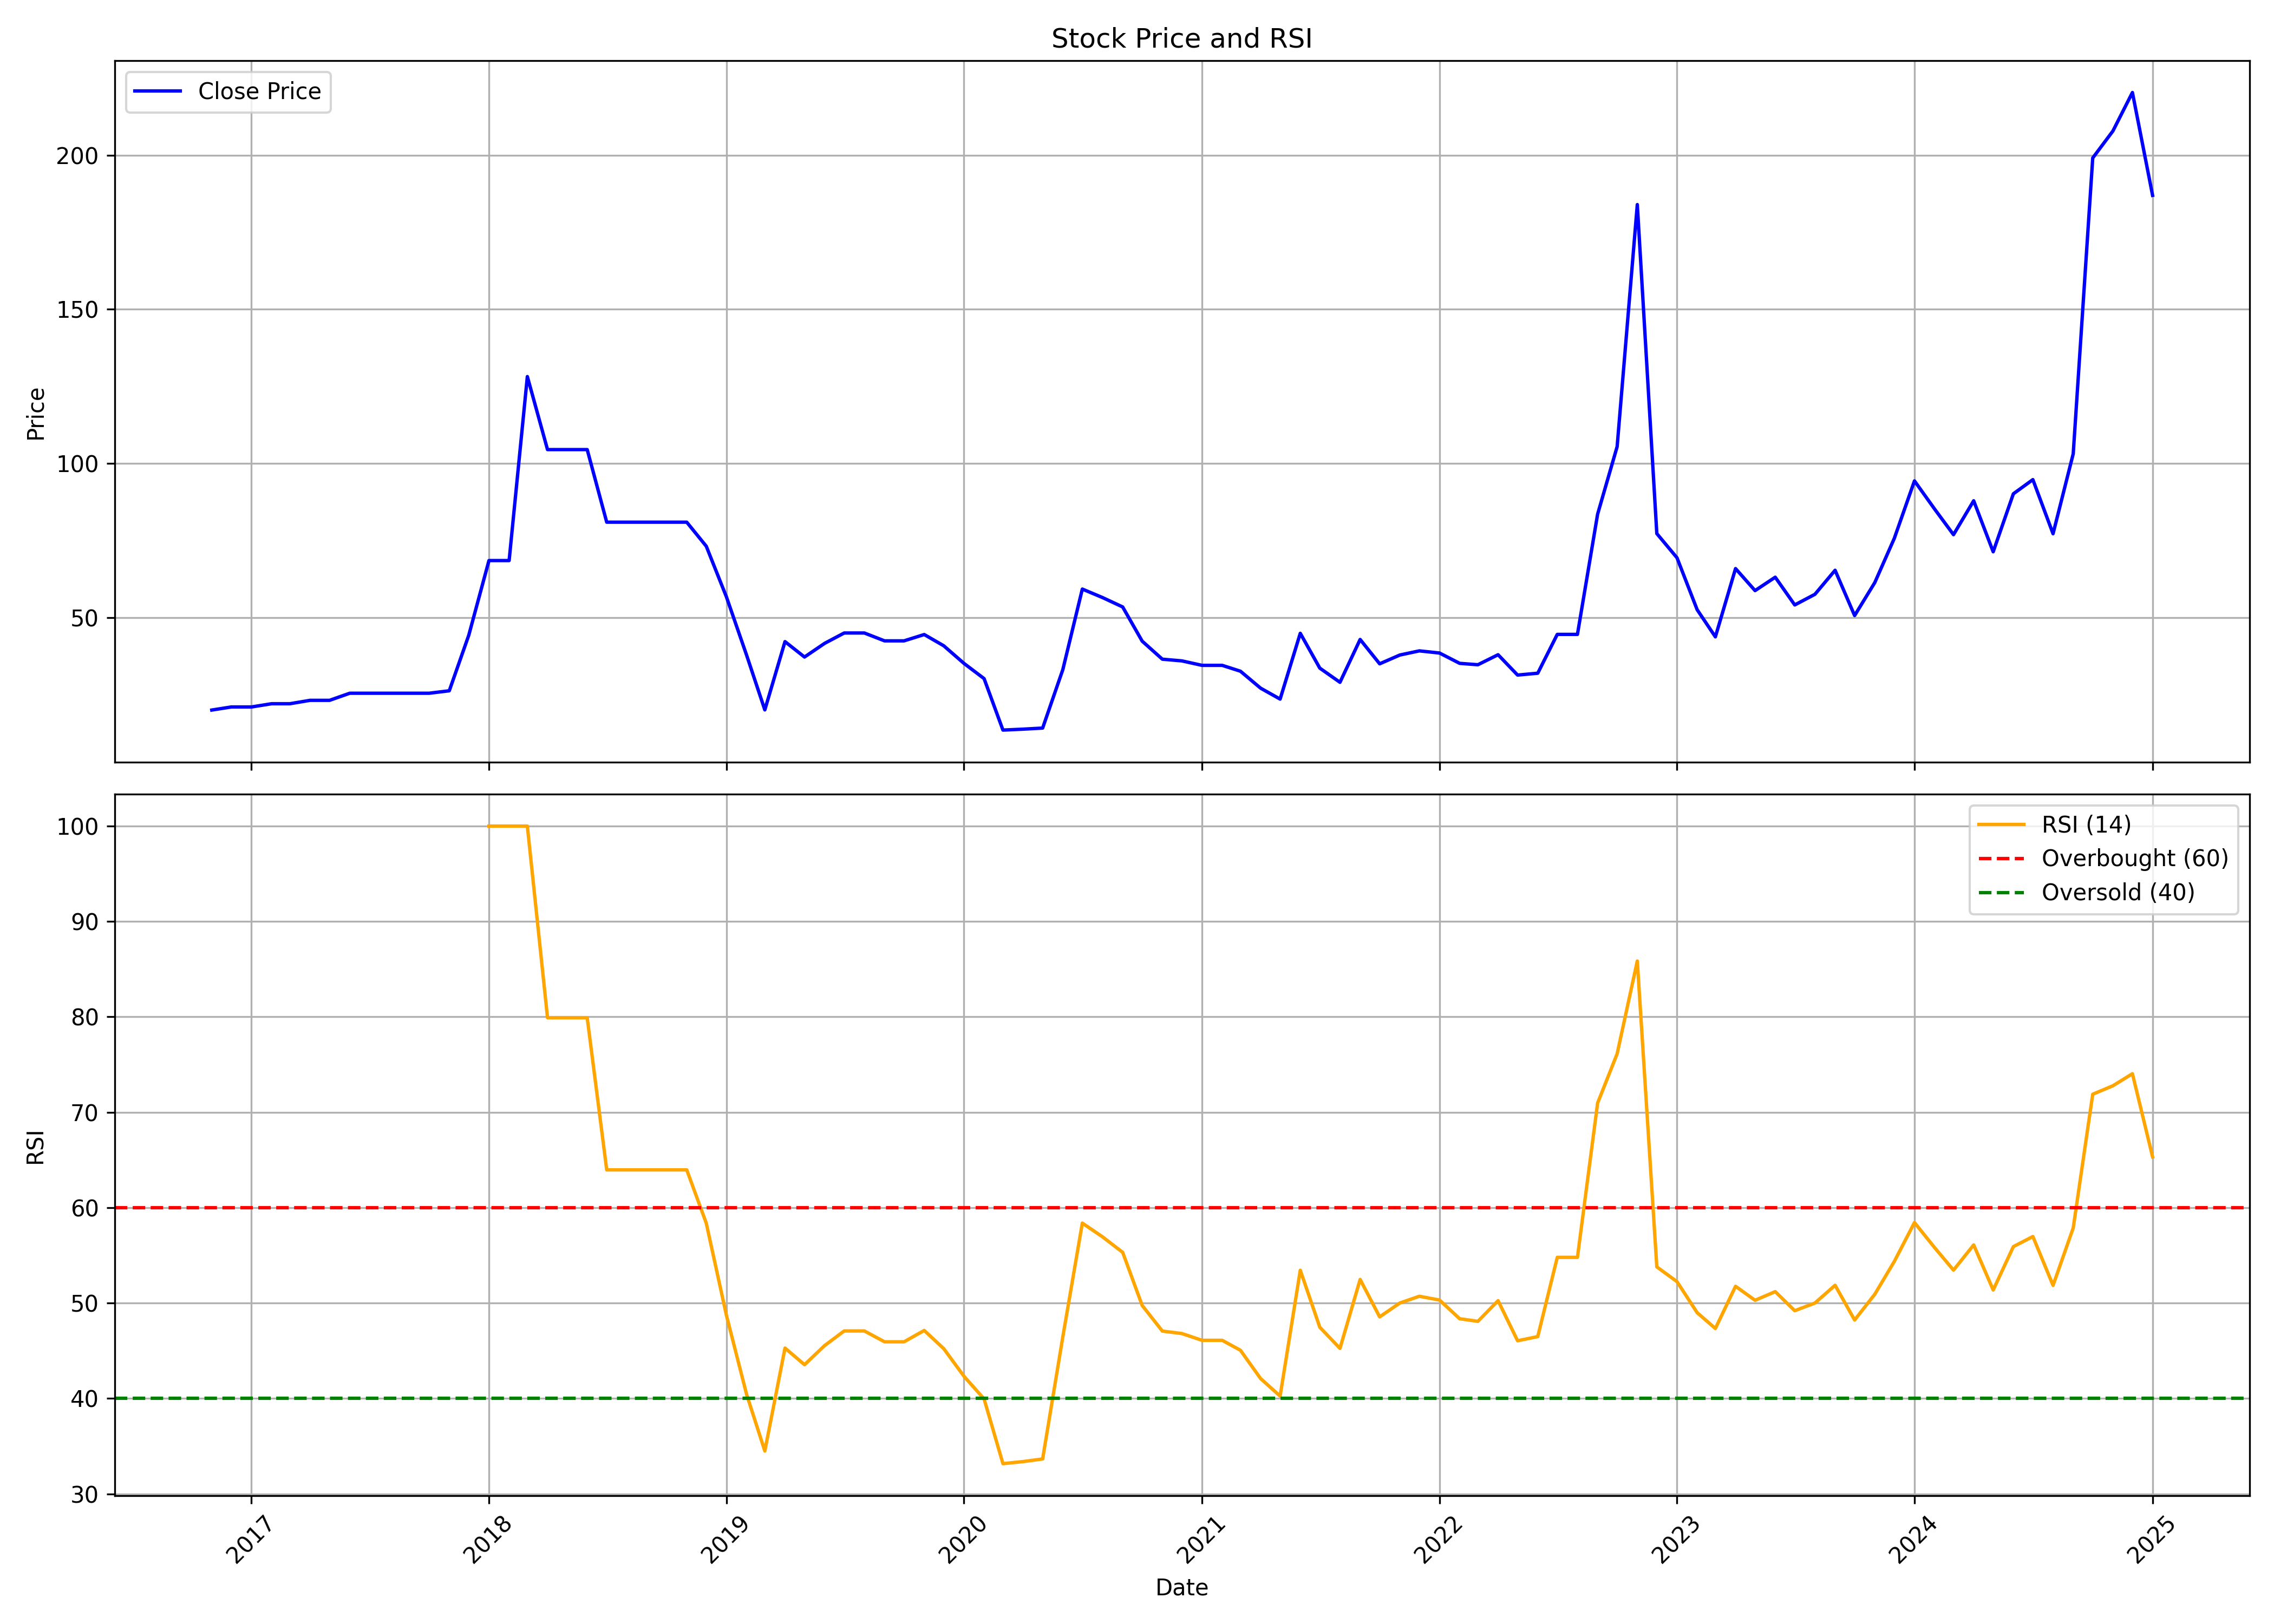 Stock Price and RSI
Close Price
Price
200
150
100
50
RSI (14)
Overbought (60)
Oversold (40)
RSI
100
90
80
70
60
50
40
30
2017
2018
2019
2020
2021
2022
2023
2024
2025
Date